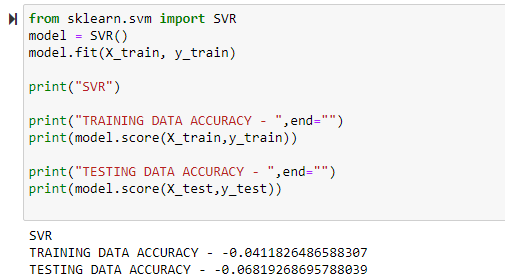 from sklearn.svm import SVR
model = SVR()
model.fit(X_train, y_train)
print("SVR")
print("TRAINING DATA ACCURACY - ",end="")
print(model.score(X_train,y_train))
print("TESTING DATA ACCURACY - ",end="")
print(model.score(X_test,y_test))
SVR
TRAINING DATA ACCURACY - -0.0411826486588307
TESTING DATA ACCURACY - -0.06819268695788039